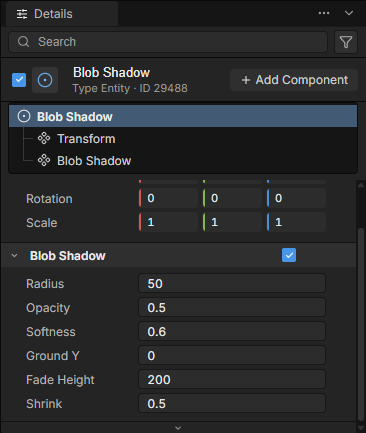 Details
Search
Blob Shadow
Type Entity · ID 29488
+ Add Component
Blob Shadow
Transform
Blob Shadow
Rotation 0 0 0
Scale 1 1 1
Blob Shadow
Radius 50
Opacity 0.5
Softness 0.6
Ground Y 0
Fade Height 200
Shrink 0.5